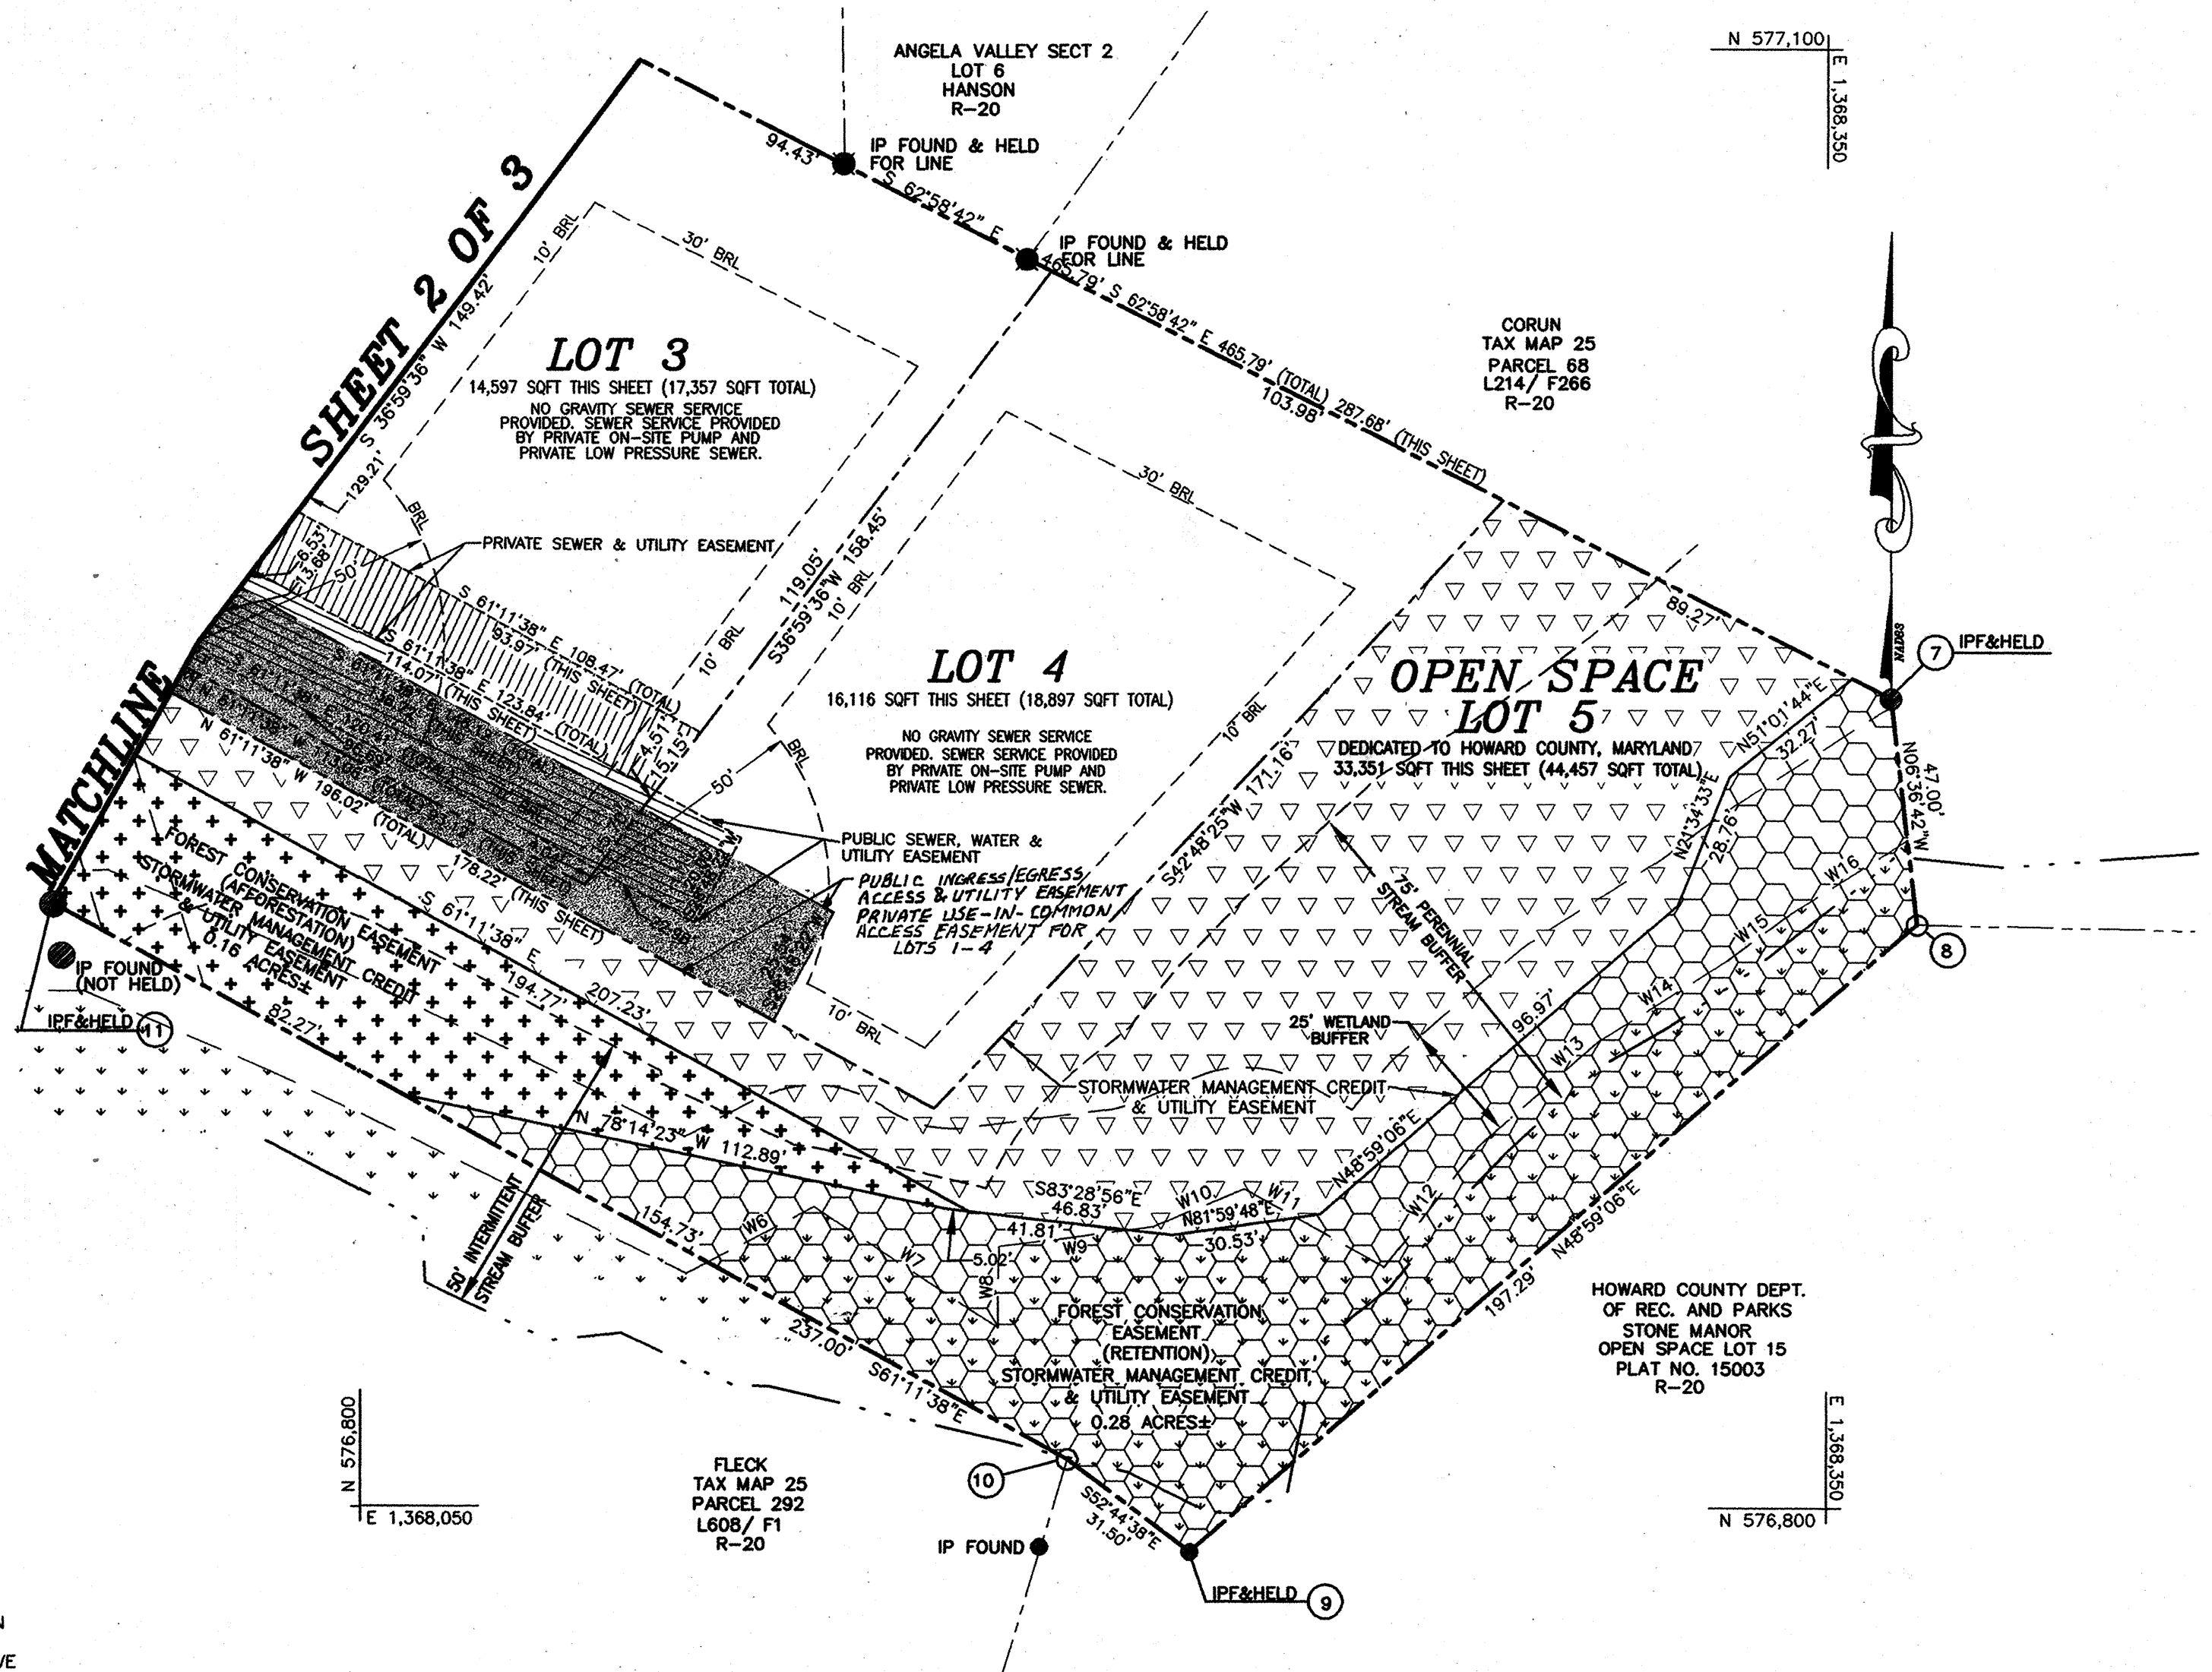 ANGELA VALLEY SECT 2
LOT 6
HANSON
R-20
N 577,100
E 1,368,350
94.43'
IP FOUND & HELD
FOR LINE
S 62°58'42" E
IP FOUND & HELD
FOR LINE
465.79' S 62°58'42" E 465.79' (TOTAL) 287.68' (THIS SHEET)
103.98'
CORUN
TAX MAP 25
PARCEL 68
L214/ F266
R-20
SHEET 2 OF 3
MATCHLINE
S 36°59'36" W 149.42'
129.21'
10' BRL
30' BRL
LOT 3
14,597 SQFT THIS SHEET (17,357 SQFT TOTAL)
NO GRAVITY SEWER SERVICE
PROVIDED. SEWER SERVICE PROVIDED
BY PRIVATE ON-SITE PUMP AND
PRIVATE LOW PRESSURE SEWER.
BRL
50'
PRIVATE SEWER & UTILITY EASEMENT
13.68'
S 61°11'38" E 108.47' (TOTAL)
93.97' (THIS SHEET)
S 61°11'38" E 123.84' (TOTAL)
114.07' (THIS SHEET)
14.51'
15.15'
15.15'
10' BRL
119.05'
S36°59'36"W 158.45'
10' BRL
30' BRL
LOT 4
16,116 SQFT THIS SHEET (18,897 SQFT TOTAL)
NO GRAVITY SEWER SERVICE
PROVIDED. SEWER SERVICE PROVIDED
BY PRIVATE ON-SITE PUMP AND
PRIVATE LOW PRESSURE SEWER.
50'
BRL
10' BRL
10' BRL
S42°48'25"W 171.16'
PUBLIC SEWER, WATER &
UTILITY EASEMENT
PUBLIC INGRESS/EGRESS
ACCESS & UTILITY EASEMENT
PRIVATE USE-IN-COMMON
ACCESS EASEMENT FOR
LOTS 1-4
N 61°11'38" W 196.02' (TOTAL)
178.22' (THIS SHEET)
S 61°11'38" E
194.77'
207.23'
OPEN SPACE
LOT 5
DEDICATED TO HOWARD COUNTY, MARYLAND
33,351 SQFT THIS SHEET (44,457 SQFT TOTAL)
89.27'
NAD83
7
IPF&HELD
N51°01'44"E
32.27'
N21°34'33"E
28.76'
N06°36'42"W
47.00'
8
75' PERENNIAL
STREAM BUFFER
25' WETLAND
BUFFER
96.97'
N48°59'06"E
STORMWATER MANAGEMENT CREDIT
& UTILITY EASEMENT
W16
W15
W14
W13
W12
W11
W10
W9
W8
W7
W6
FOREST CONSERVATION EASEMENT
(AFFORESTATION)
STORMWATER MANAGEMENT CREDIT
& UTILITY EASEMENT
0.16 ACRES±
IP FOUND
(NOT HELD)
IPF&HELD
11
82.27'
N 78°14'23" W 112.89'
50' INTERMITENT
STREAM BUFFER
154.73'
S83°28'56"E
46.83'
41.81'
5.02'
N81°59'48"E
30.53'
237.00'
S61°11'38"E
FOREST CONSERVATION
EASEMENT
(RETENTION)
STORMWATER MANAGEMENT CREDIT
& UTILITY EASEMENT
0.28 ACRES±
N48°59'06"E
197.29'
HOWARD COUNTY DEPT.
OF REC. AND PARKS
STONE MANOR
OPEN SPACE LOT 15
PLAT NO. 15003
R-20
N 576,800
E 1,368,050
FLECK
TAX MAP 25
PARCEL 292
L608/ F1
R-20
10
S52°44'38"E
31.50'
IP FOUND
IPF&HELD
9
E 1,368,350
N 576,800